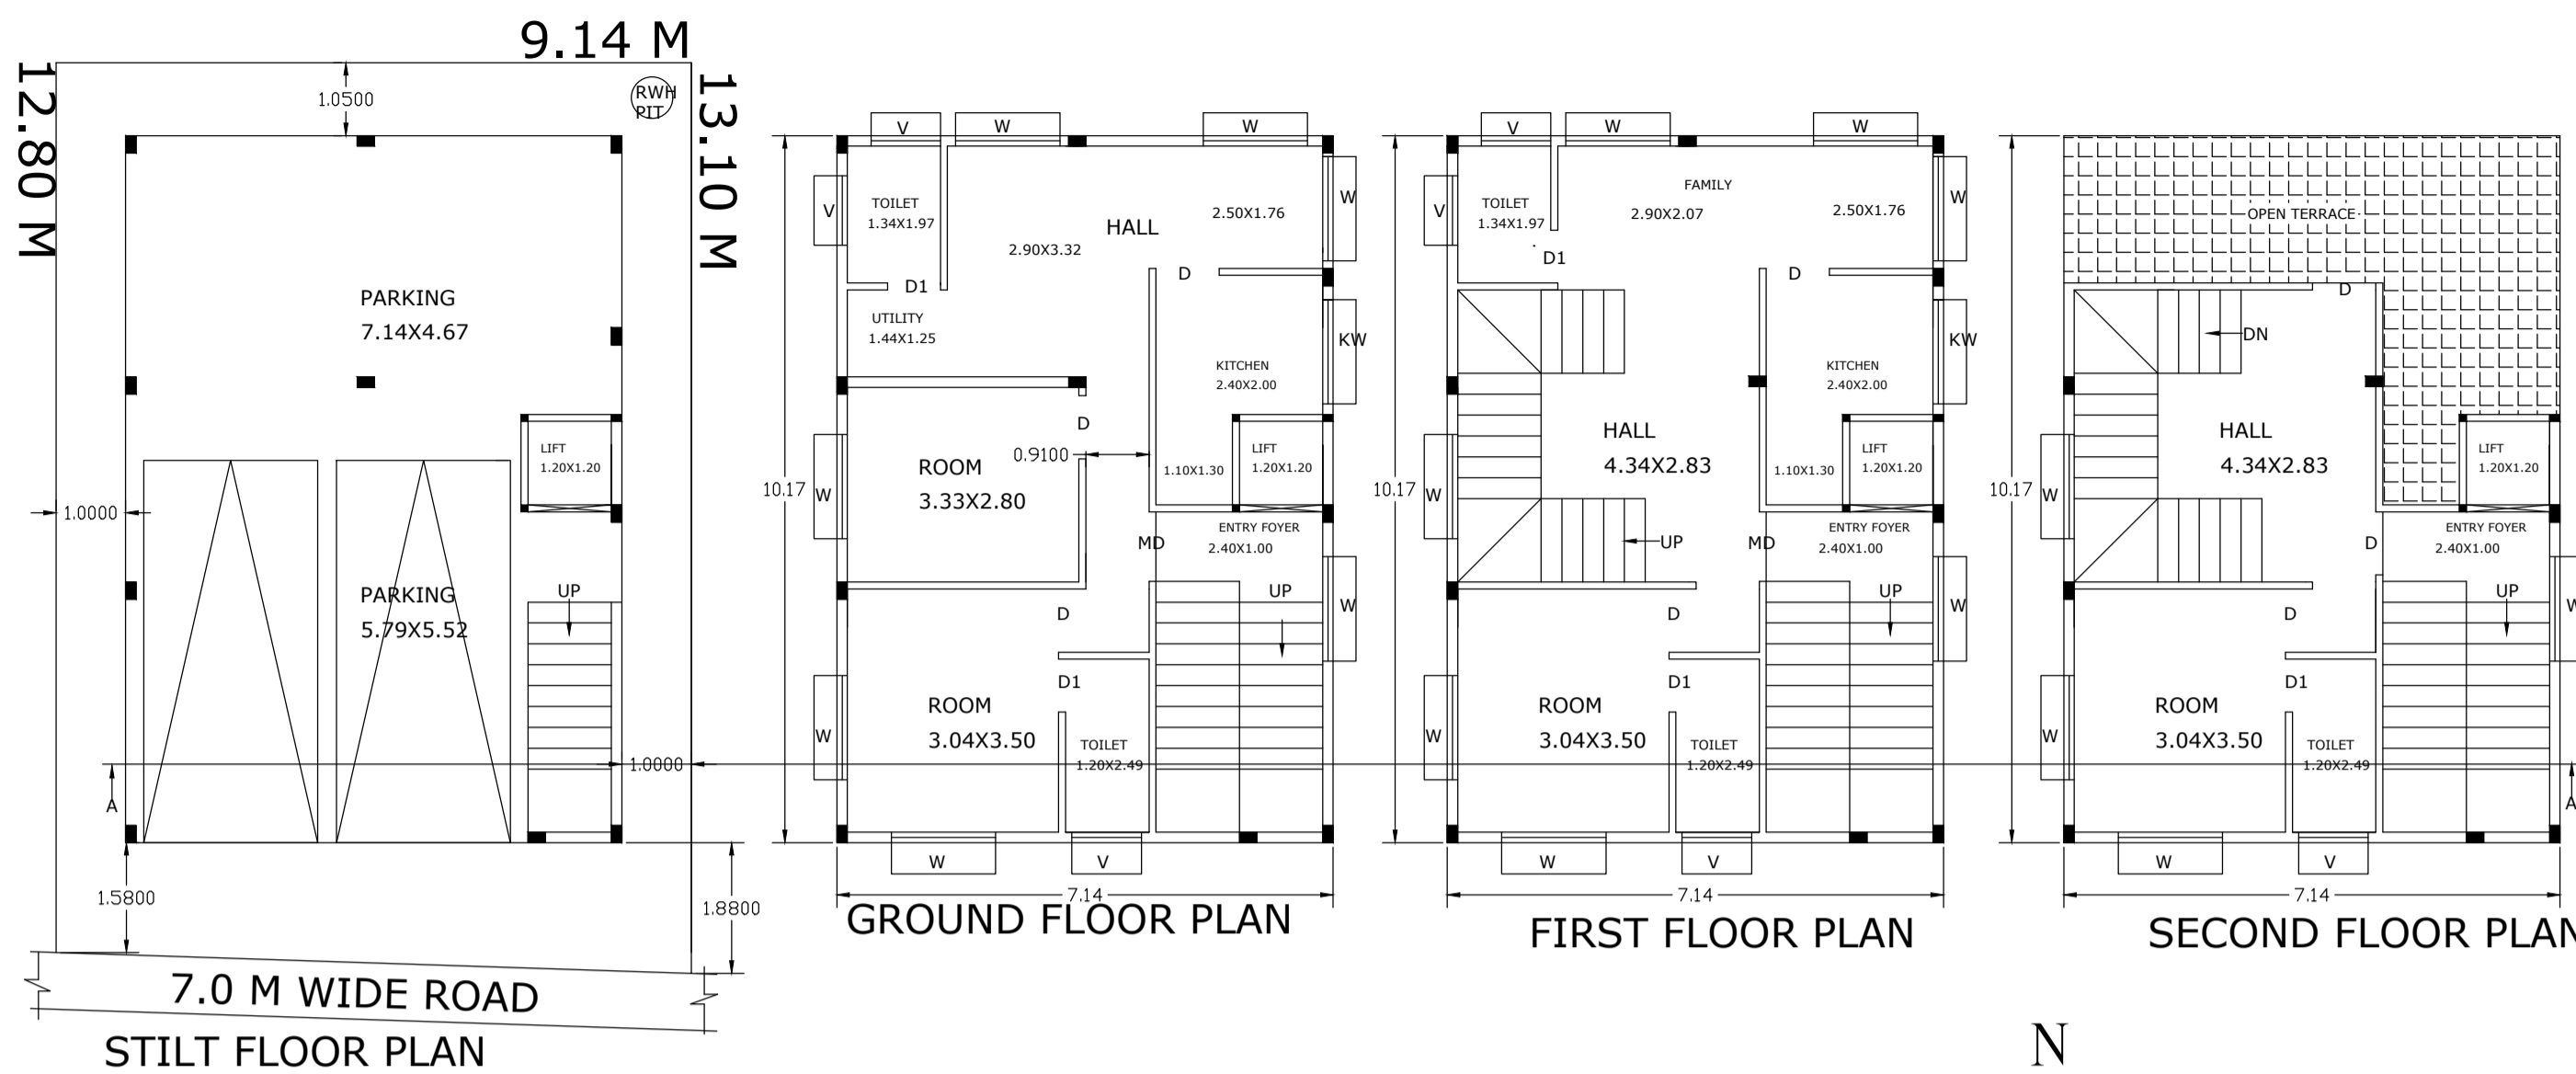 9.14 M
12.80 M
13.10 M
1.0500
RWH
PIT
PARKING
7.14X4.67
LIFT
1.20X1.20
1.0000
PARKING
5.79X5.52
UP
1.0000
A
1.5800
1.8800
7.0 M WIDE ROAD
STILT FLOOR PLAN
V
W
W
V
TOILET
1.34X1.97
HALL
2.50X1.76
W
2.90X3.32
D1
D
UTILITY
1.44X1.25
KW
KITCHEN
2.40X2.00
D
10.17
W
ROOM
3.33X2.80
0.9100
1.10X1.30
LIFT
1.20X1.20
MD
ENTRY FOYER
2.40X1.00
D
UP
W
D1
W
ROOM
3.04X3.50
TOILET
1.20X2.49
W
V
7.14
GROUND FLOOR PLAN
V
W
W
V
TOILET
1.34X1.97
FAMILY
2.90X2.07
2.50X1.76
W
D1
D
KW
KITCHEN
2.40X2.00
10.17
W
HALL
4.34X2.83
1.10X1.30
LIFT
1.20X1.20
UP
MD
ENTRY FOYER
2.40X1.00
D
UP
W
D1
W
ROOM
3.04X3.50
TOILET
1.20X2.49
W
V
7.14
FIRST FLOOR PLAN
OPEN TERRACE
D
DN
10.17
W
HALL
4.34X2.83
LIFT
1.20X1.20
D
ENTRY FOYER
2.40X1.00
D
UP
W
D1
W
ROOM
3.04X3.50
TOILET
1.20X2.49
A
W
V
7.14
SECOND FLOOR PLAN
N